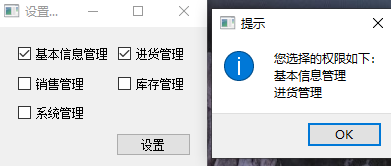 设置...
基本信息管理 进货管理
销售管理 库存管理
系统管理
设置
提示
您选择的权限如下：
基本信息管理
进货管理
OK